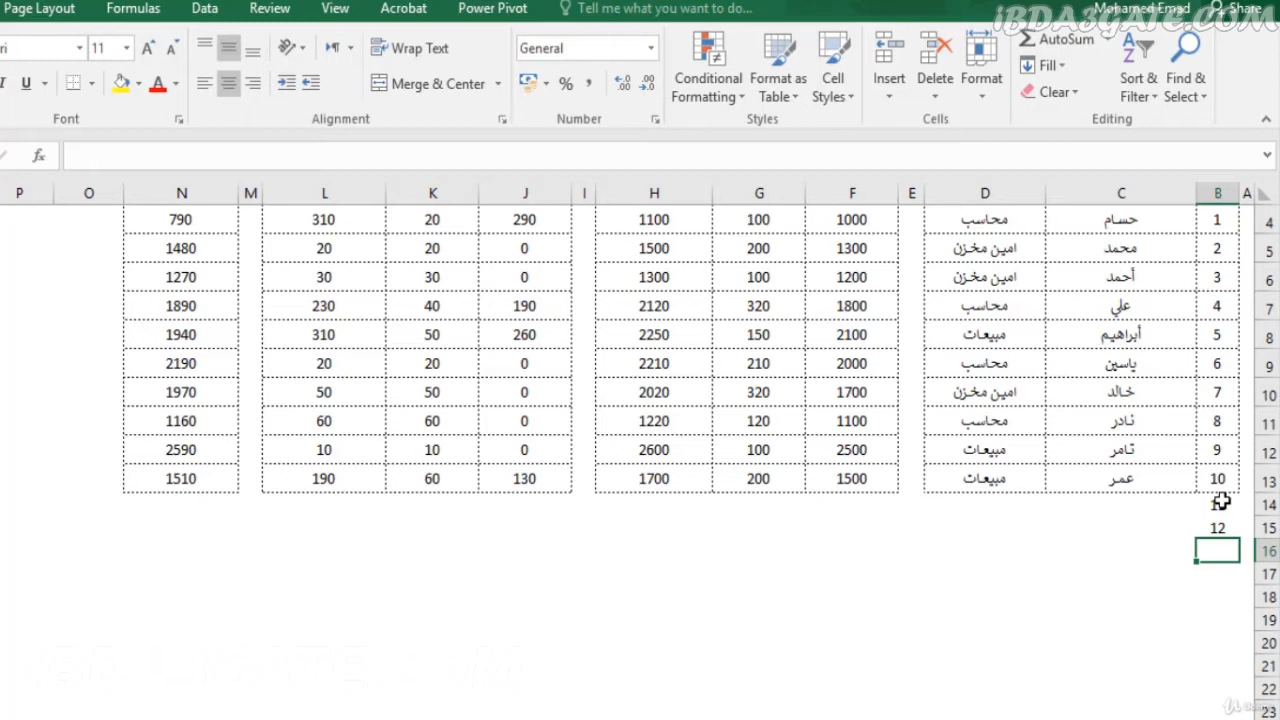 Page Layout Formulas Data Review View Acrobat Power Pivot Tell me what you want to do... Mohamed Emad Share
iBDA3GATE.COM
ri 11 A A Wrap Text General AutoSum
Fill
U A Merge & Center % , .00 Conditional Formatting Format as Table Cell Styles Insert Delete Format Clear Sort & Filter Find & Select
Font Alignment Number Styles Cells Editing
fx
P O N M L K J I H G F E D C B A
790 310 20 290 1100 100 1000 محاسب حسام 1 4
1480 20 20 0 1500 200 1300 امين مخزن محمد 2 5
1270 30 30 0 1300 100 1200 امين مخزن أحمد 3 6
1890 230 40 190 2120 320 1800 محاسب علي 4 7
1940 310 50 260 2250 150 2100 مبيعات أبراهيم 5 8
2190 20 20 0 2210 210 2000 محاسب ياسين 6 9
1970 50 50 0 2020 320 1700 امين مخزن خالد 7 10
1160 60 60 0 1220 120 1100 محاسب نادر 8 11
2590 10 10 0 2600 100 2500 مبيعات تامر 9 12
1510 190 60 130 1700 200 1500 مبيعات عمر 10 13
14
12 15
16
17
18
19
20
21
22
23